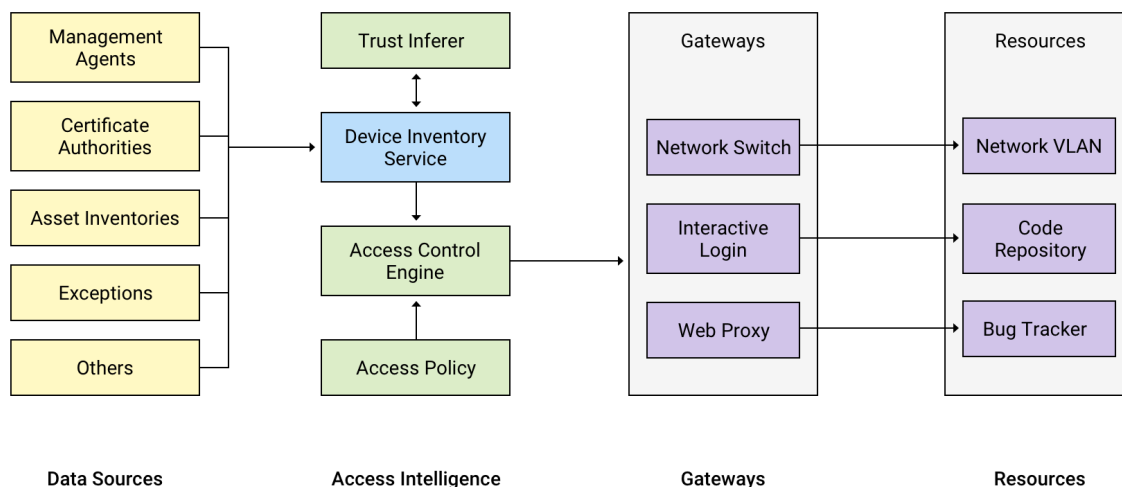 Management
Agents
Certificate
Authorities
Asset Inventories
Exceptions
Others
Trust Inferer
Device Inventory
Service
Access Control
Engine
Access Policy
Gateways
Network Switch
Interactive
Login
Web Proxy
Resources
Network VLAN
Code
Repository
Bug Tracker
Data Sources
Access Intelligence
Gateways
Resources